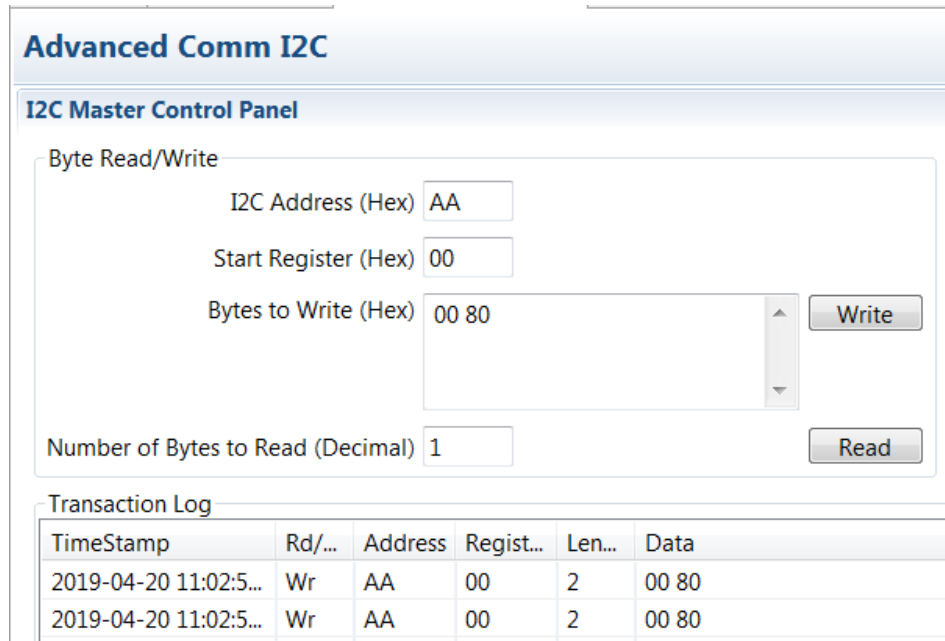 Advanced Comm I2C
I2C Master Control Panel
Byte Read/Write
I2C Address (Hex) AA
Start Register (Hex) 00
Bytes to Write (Hex) 00 80 Write
Number of Bytes to Read (Decimal) 1 Read
Transaction Log
TimeStamp Rd/... Address Regist... Len... Data
2019-04-20 11:02:5... Wr AA 00 2 00 80
2019-04-20 11:02:5... Wr AA 00 2 00 80